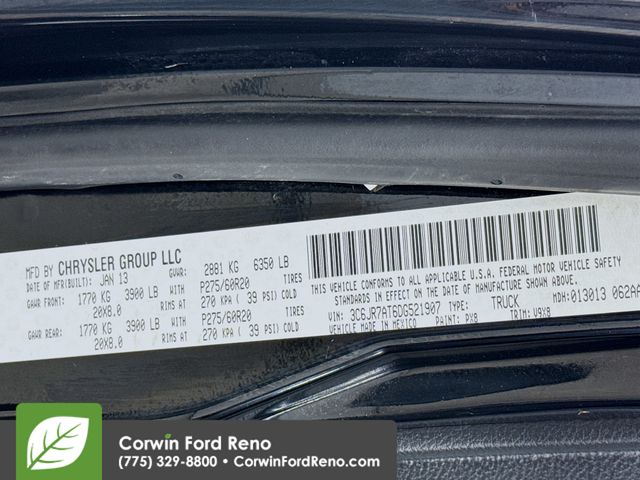 MFD BY CHRYSLER GROUP LLC
DATE OF MFR(BUILT): JAN 13 GVWR: 2881 KG 6350 LB
GAWR FRONT: 1770 KG 3900 LB P275/60R20 TIRES
20X8.0 RIMS AT 270 KPA ( 39 PSI) COLD
GAWR REAR: 1770 KG 3900 LB P275/60R20 TIRES
20X8.0 RIMS AT 270 KPA ( 39 PSI) COLD
THIS VEHICLE CONFORMS TO ALL APPLICABLE U.S.A. FEDERAL MOTOR VEHICLE SAFETY
STANDARDS IN EFFECT ON THE DATE OF MANUFACTURE SHOWN ABOVE.
VIN: 3C6JR7AT6DG521907 TYPE: TRUCK MDH: 013013 062AA
MADE IN MEXICO PAINT: PX8 TRIM: V9X8
Corwin Ford Reno
(775) 329-8800 • CorwinFordReno.com